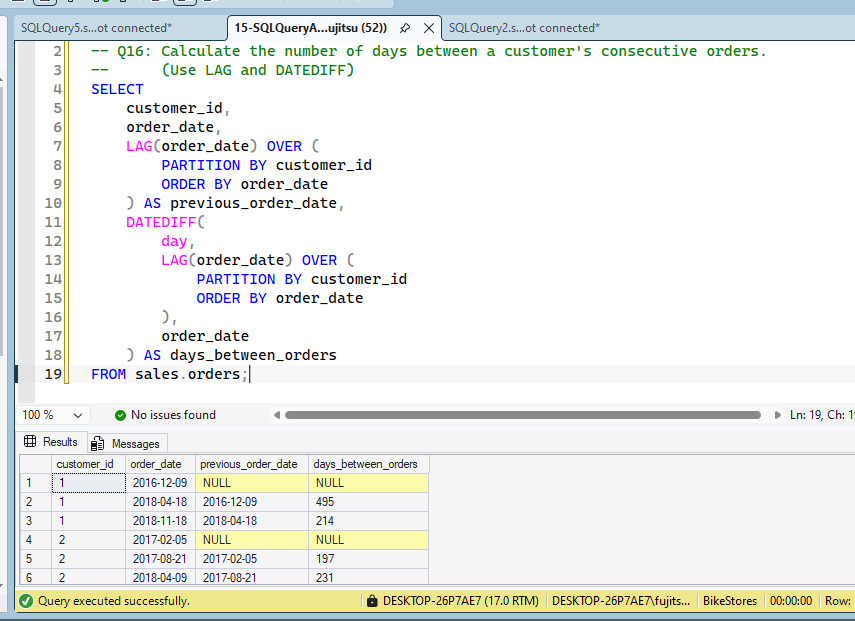 SQLQuery5.s...ot connected*
15-SQLQueryA...ujitsu (52))
SQLQuery2.s...ot connected*
2 -- Q16: Calculate the number of days between a customer's consecutive orders.
3 --      (Use LAG and DATEDIFF)
4 SELECT
5     customer_id,
6     order_date,
7     LAG(order_date) OVER (
8         PARTITION BY customer_id
9         ORDER BY order_date
10     ) AS previous_order_date,
11     DATEDIFF(
12         day,
13         LAG(order_date) OVER (
14             PARTITION BY customer_id
15             ORDER BY order_date
16         ),
17         order_date
18     ) AS days_between_orders
19 FROM sales.orders;
100 % No issues found Ln: 19, Ch: 19
Results Messages
customer_id order_date previous_order_date days_between_orders
1 1 2016-12-09 NULL NULL
2 1 2018-04-18 2016-12-09 495
3 1 2018-11-18 2018-04-18 214
4 2 2017-02-05 NULL NULL
5 2 2017-08-21 2017-02-05 197
6 2 2018-04-09 2017-08-21 231
Query executed successfully. DESKTOP-26P7AE7 (17.0 RTM) DESKTOP-26P7AE7\fujits... BikeStores 00:00:00 Row: